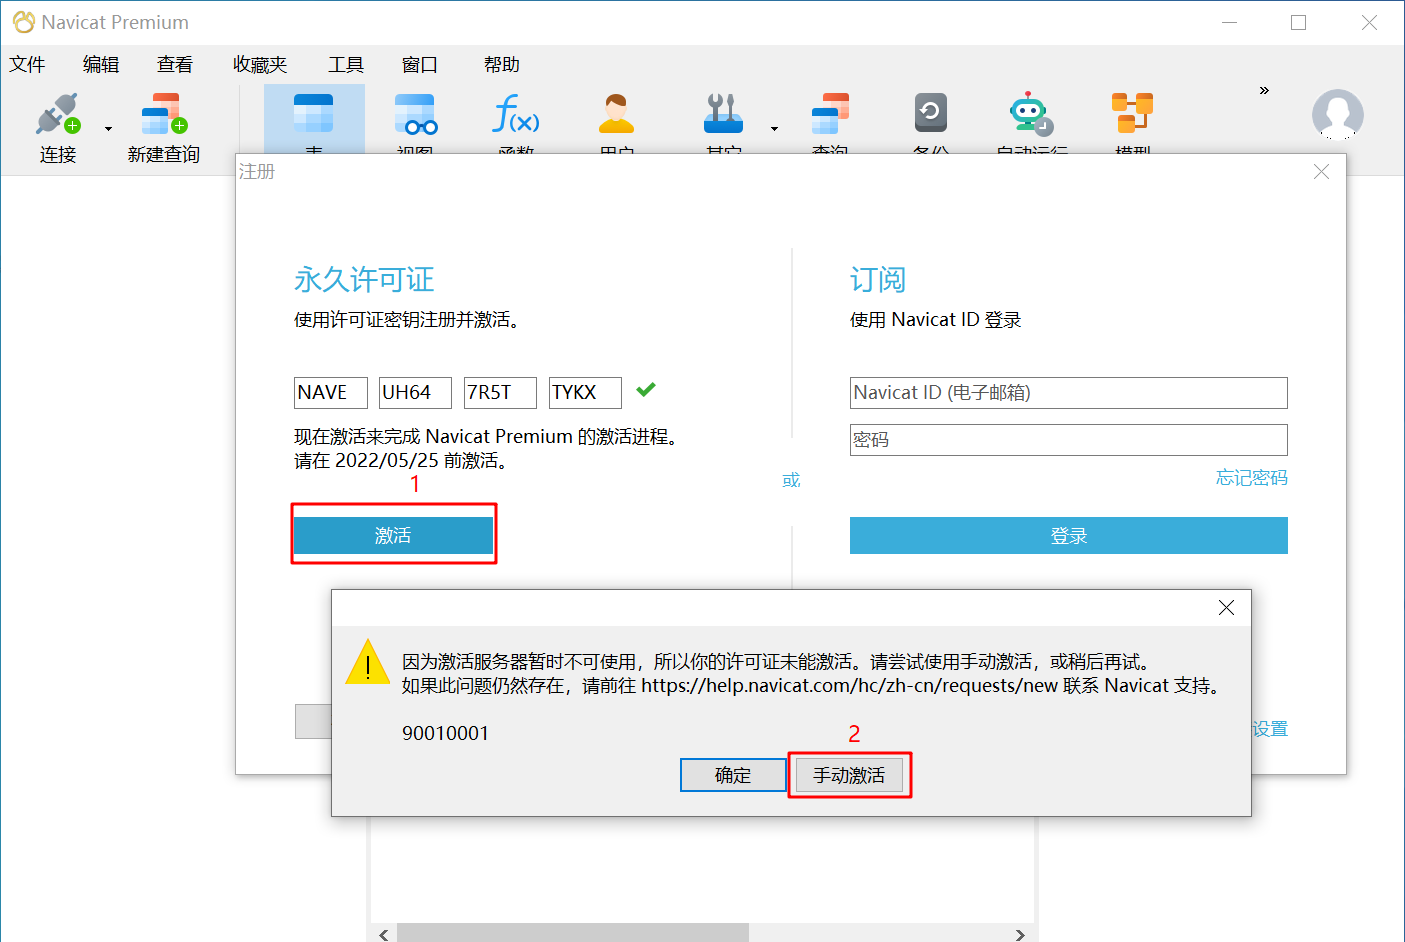 Navicat Premium
文件 编辑 查看 收藏夹 工具 窗口 帮助
f(x)
»
连接 新建查询 表 视图 函数 用户 其它 查询 备份 自动运行 模型
注册
永久许可证
使用许可证密钥注册并激活。
NAVE UH64 7R5T TYKX
现在激活来完成 Navicat Premium 的激活进程。
请在 2022/05/25 前激活。
1
激活
或
订阅
使用 Navicat ID 登录
Navicat ID (电子邮箱)
密码
忘记密码
登录
因为激活服务器暂时不可使用，所以你的许可证未能激活。请尝试使用手动激活，或稍后再试。
如果此问题仍然存在，请前往 https://help.navicat.com/hc/zh-cn/requests/new 联系 Navicat 支持。
90010001
2
确定 手动激活
设置